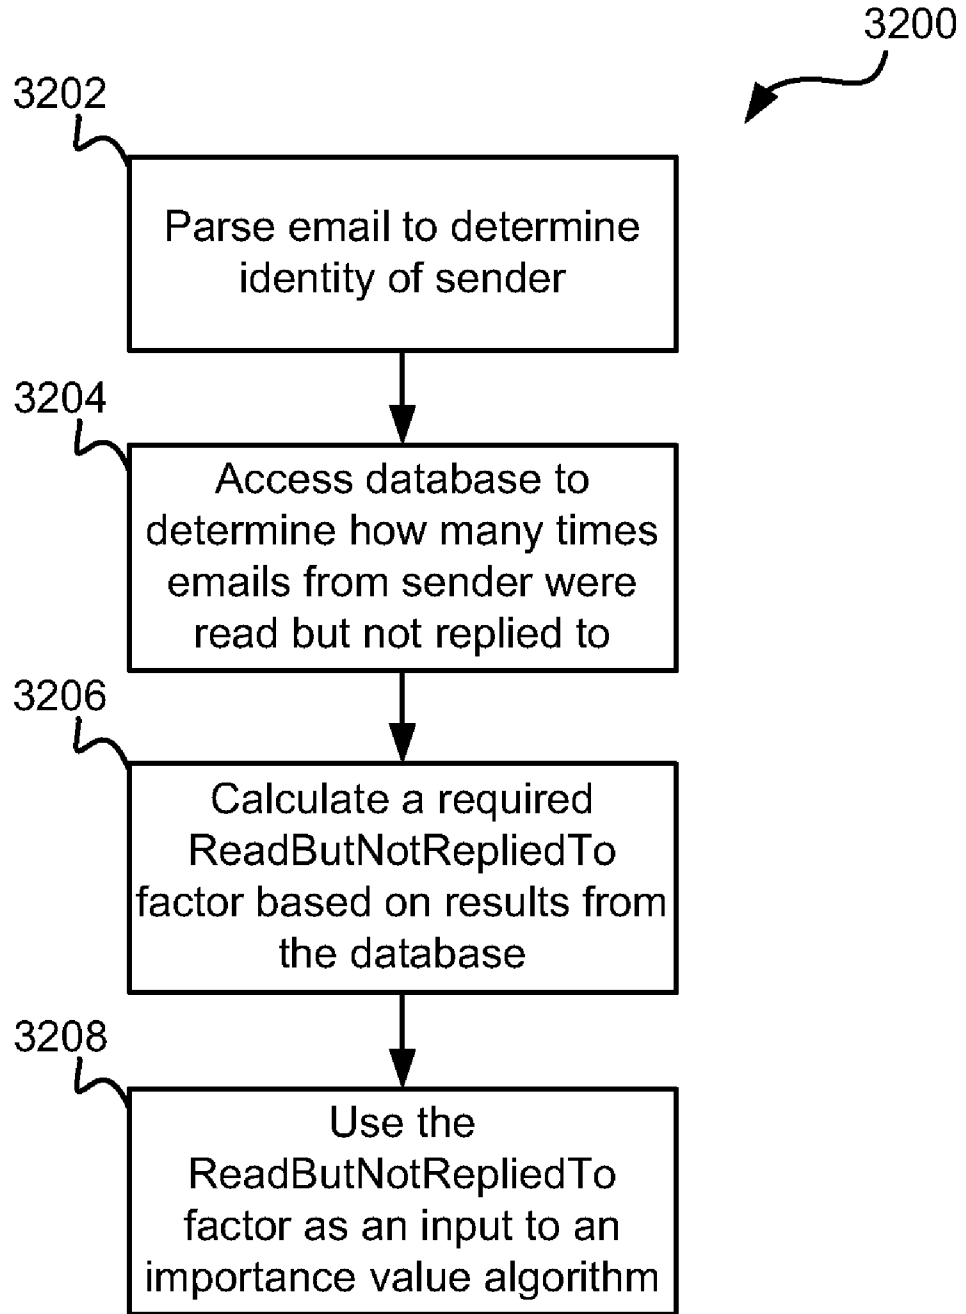 3200
3202
Parse email to determine
identity of sender
3204
Access database to
determine how many times
emails from sender were
read but not replied to
3206
Calculate a required
ReadButNotRepliedTo
factor based on results from
the database
3208
Use the
ReadButNotRepliedTo
factor as an input to an
importance value algorithm